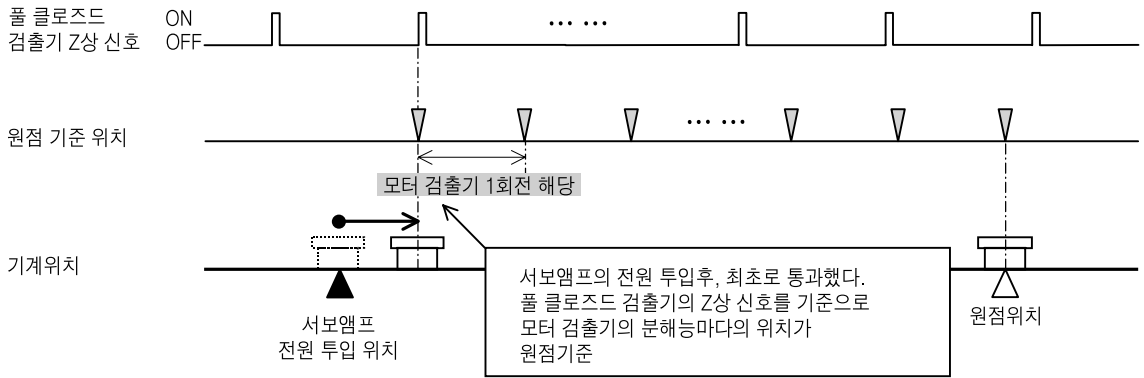 풀 클로즈드 ON
검출기 Z상 신호 OFF
··· ···
원점 기준 위치
··· ···
모터 검출기 1회전 해당
기계위치
서보앰프의 전원 투입후, 최초로 통과했다.
풀 클로즈드 검출기의 Z상 신호를 기준으로
모터 검출기의 분해능마다의 위치가
원점기준
서보앰프
전원 투입 위치
원점위치